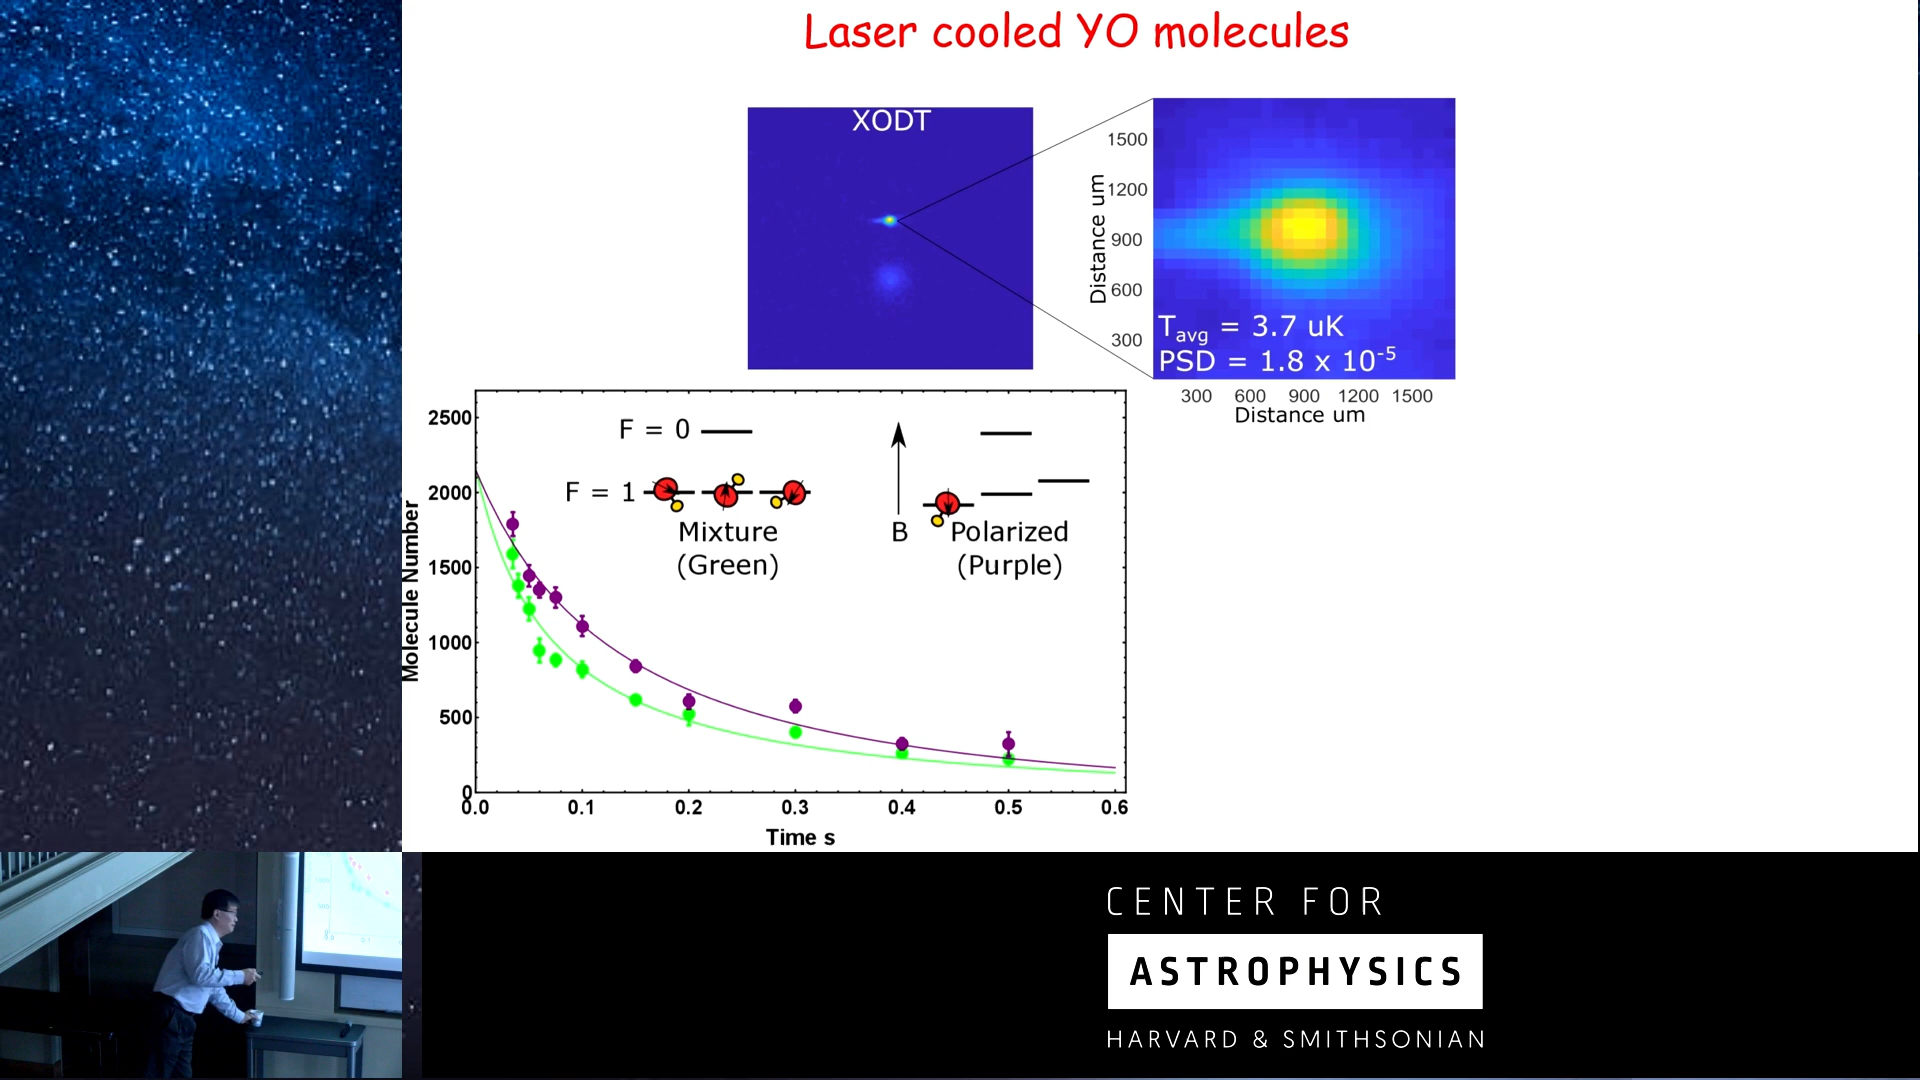 Laser cooled YO molecules
XODT
Distance um
1500
1200
900
600
300
T_avg = 3.7 uK
PSD = 1.8 x 10^-5
300 600 900 1200 1500
Distance um
Molecule Number
2500
2000
1500
1000
500
0
F = 0
F = 1
Mixture
(Green)
B
Polarized
(Purple)
0.0 0.1 0.2 0.3 0.4 0.5 0.6
Time s
CENTER FOR
ASTROPHYSICS
HARVARD & SMITHSONIAN